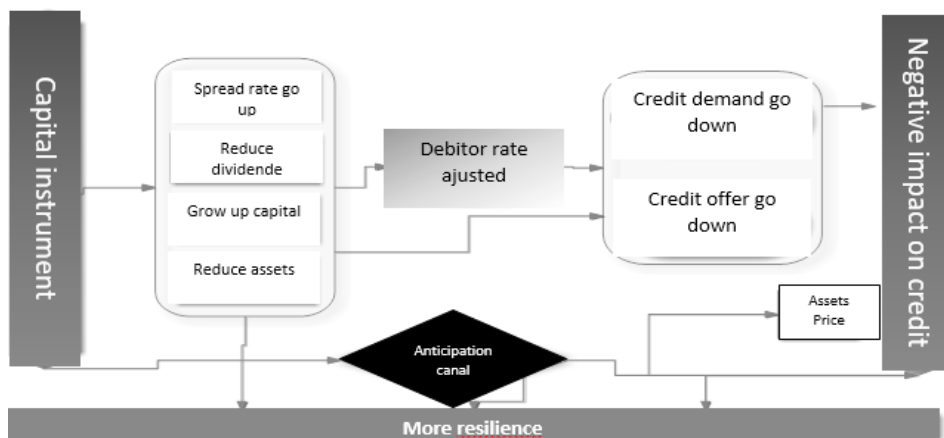 Capital instrument
Spread rate go
up
Reduce
dividende
Grow up capital
Reduce assets
Debitor rate
ajusted
Credit demand go
down
Credit offer go
down
Negative impact on credit
Assets
Price
Anticipation
canal
More resilience